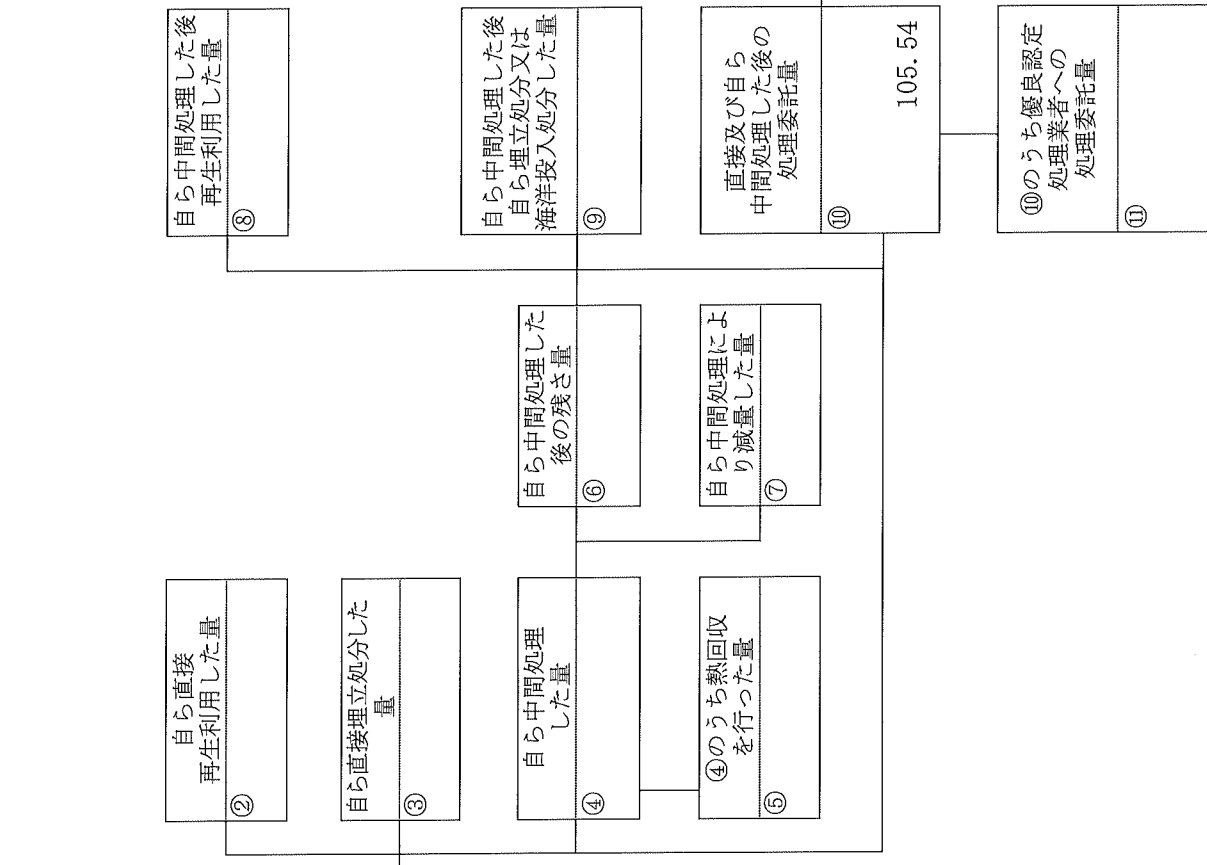 自ら直接
再生利用した量
②
自ら直接埋立処分した
量
③
自ら中間処理
した量
④
④のうち熱回収
を行った量
⑤
自ら中間処理した
後の残さ量
⑥
自ら中間処理によ
り減量した量
⑦
自ら中間処理した後
再生利用した量
⑧
自ら中間処理した後
自ら埋立処分又は
海洋投入処分した量
⑨
直接及び自ら
中間処理した後の
処理委託量
⑩
105.54
⑩のうち優良認定
処理業者への
処理委託量
⑪